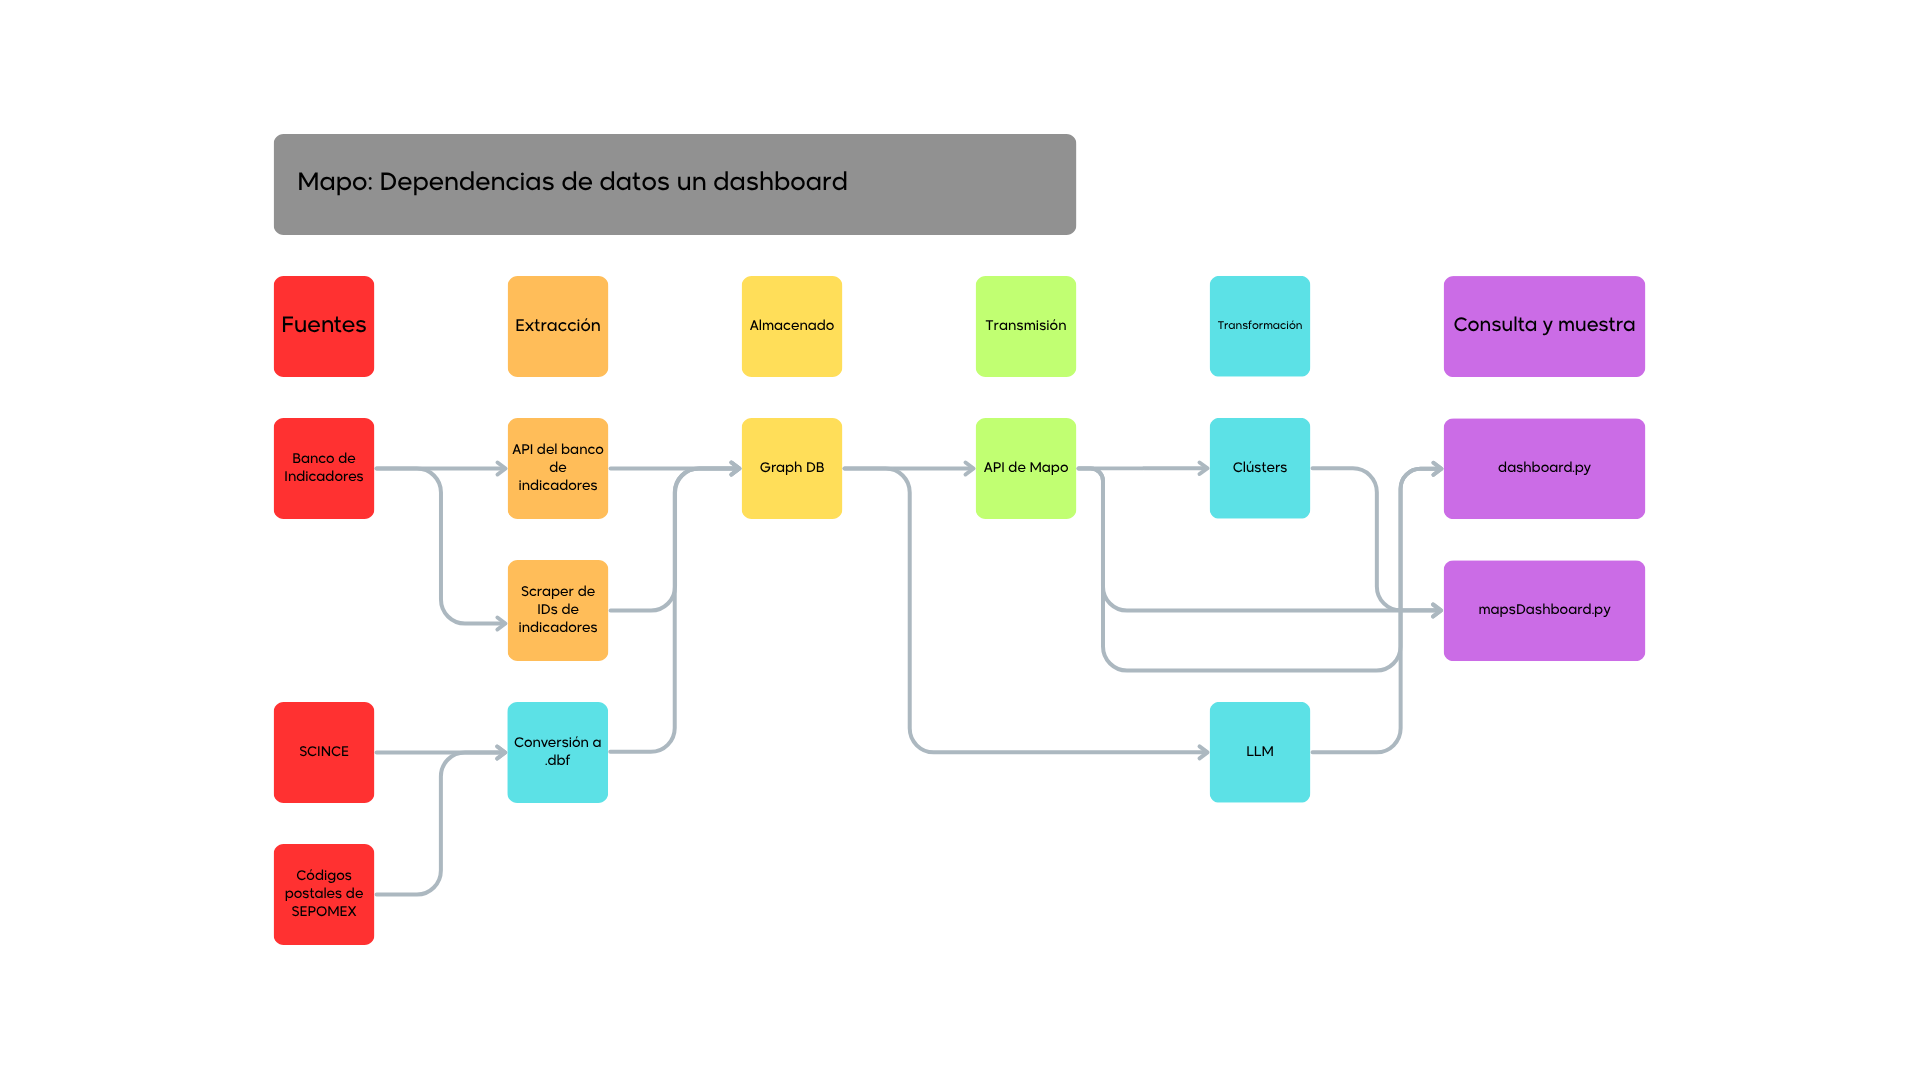 Mapo: Dependencias de datos un dashboard
Fuentes
Extracción
Almacenado
Transmisión
Transformación
Consulta y muestra
Banco de
Indicadores
API del banco
de
indicadores
Graph DB
API de Mapo
Clústers
dashboard.py
Scraper de
IDs de
indicadores
mapsDashboard.py
SCINCE
Conversión a
.dbf
LLM
Códigos
postales de
SEPOMEX